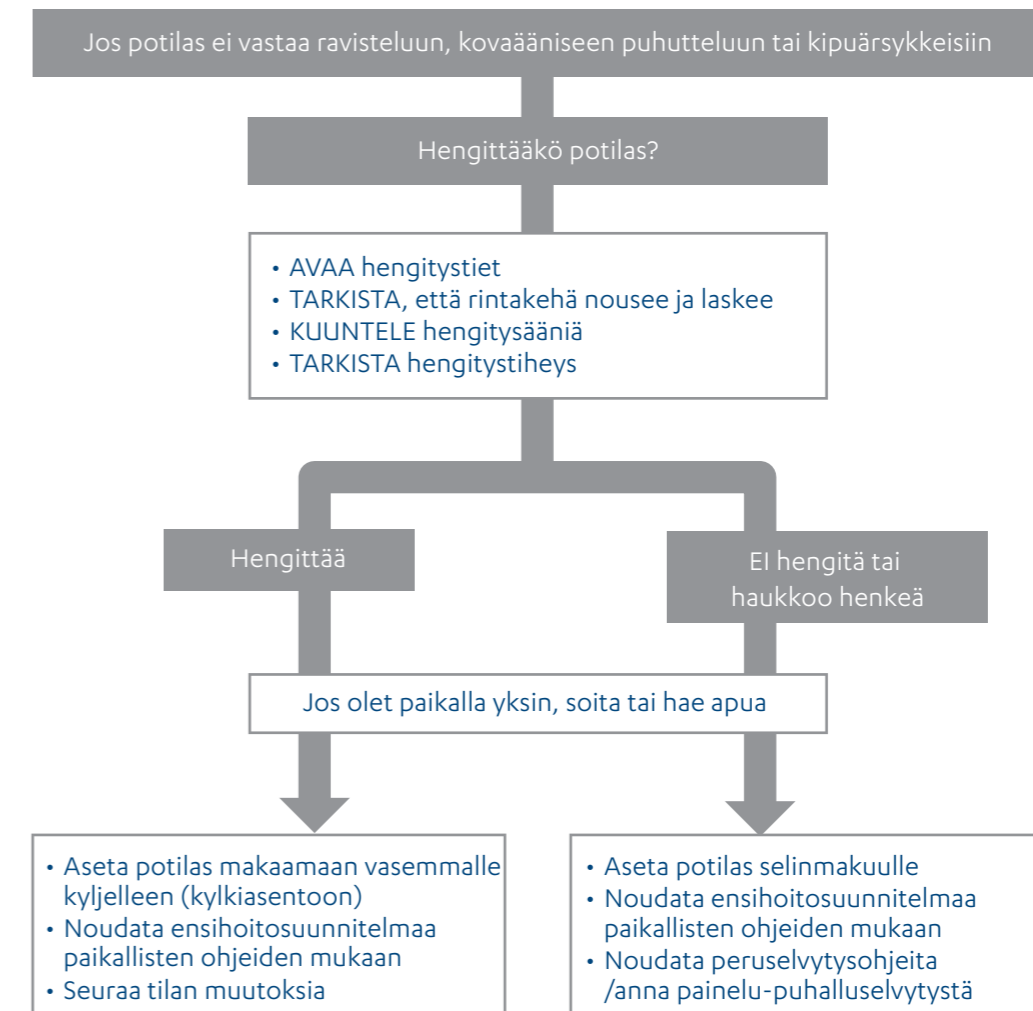 Jos potilas ei vastaa ravisteluun, kovaääniseen puhutteluun tai kipuärsykkeisiin
Hengittääkö potilas?
• AVAA hengitystiet
• TARKISTA, että rintakehä nousee ja laskee
• KUUNTELE hengitysääniä
• TARKISTA hengitystiheys
Hengittää
EI hengitä tai
haukkoo henkeä
Jos olet paikalla yksin, soita tai hae apua
• Aseta potilas makaamaan vasemmalle
kyljelleen (kylkiasentoon)
• Noudata ensihoitosuunnitelmaa
paikallisten ohjeiden mukaan
• Seuraa tilan muutoksia
• Aseta potilas selinmakuulle
• Noudata ensihoitosuunnitelmaa
paikallisten ohjeiden mukaan
• Noudata peruselvytysohjeita
/anna painelu-puhalluselvytystä